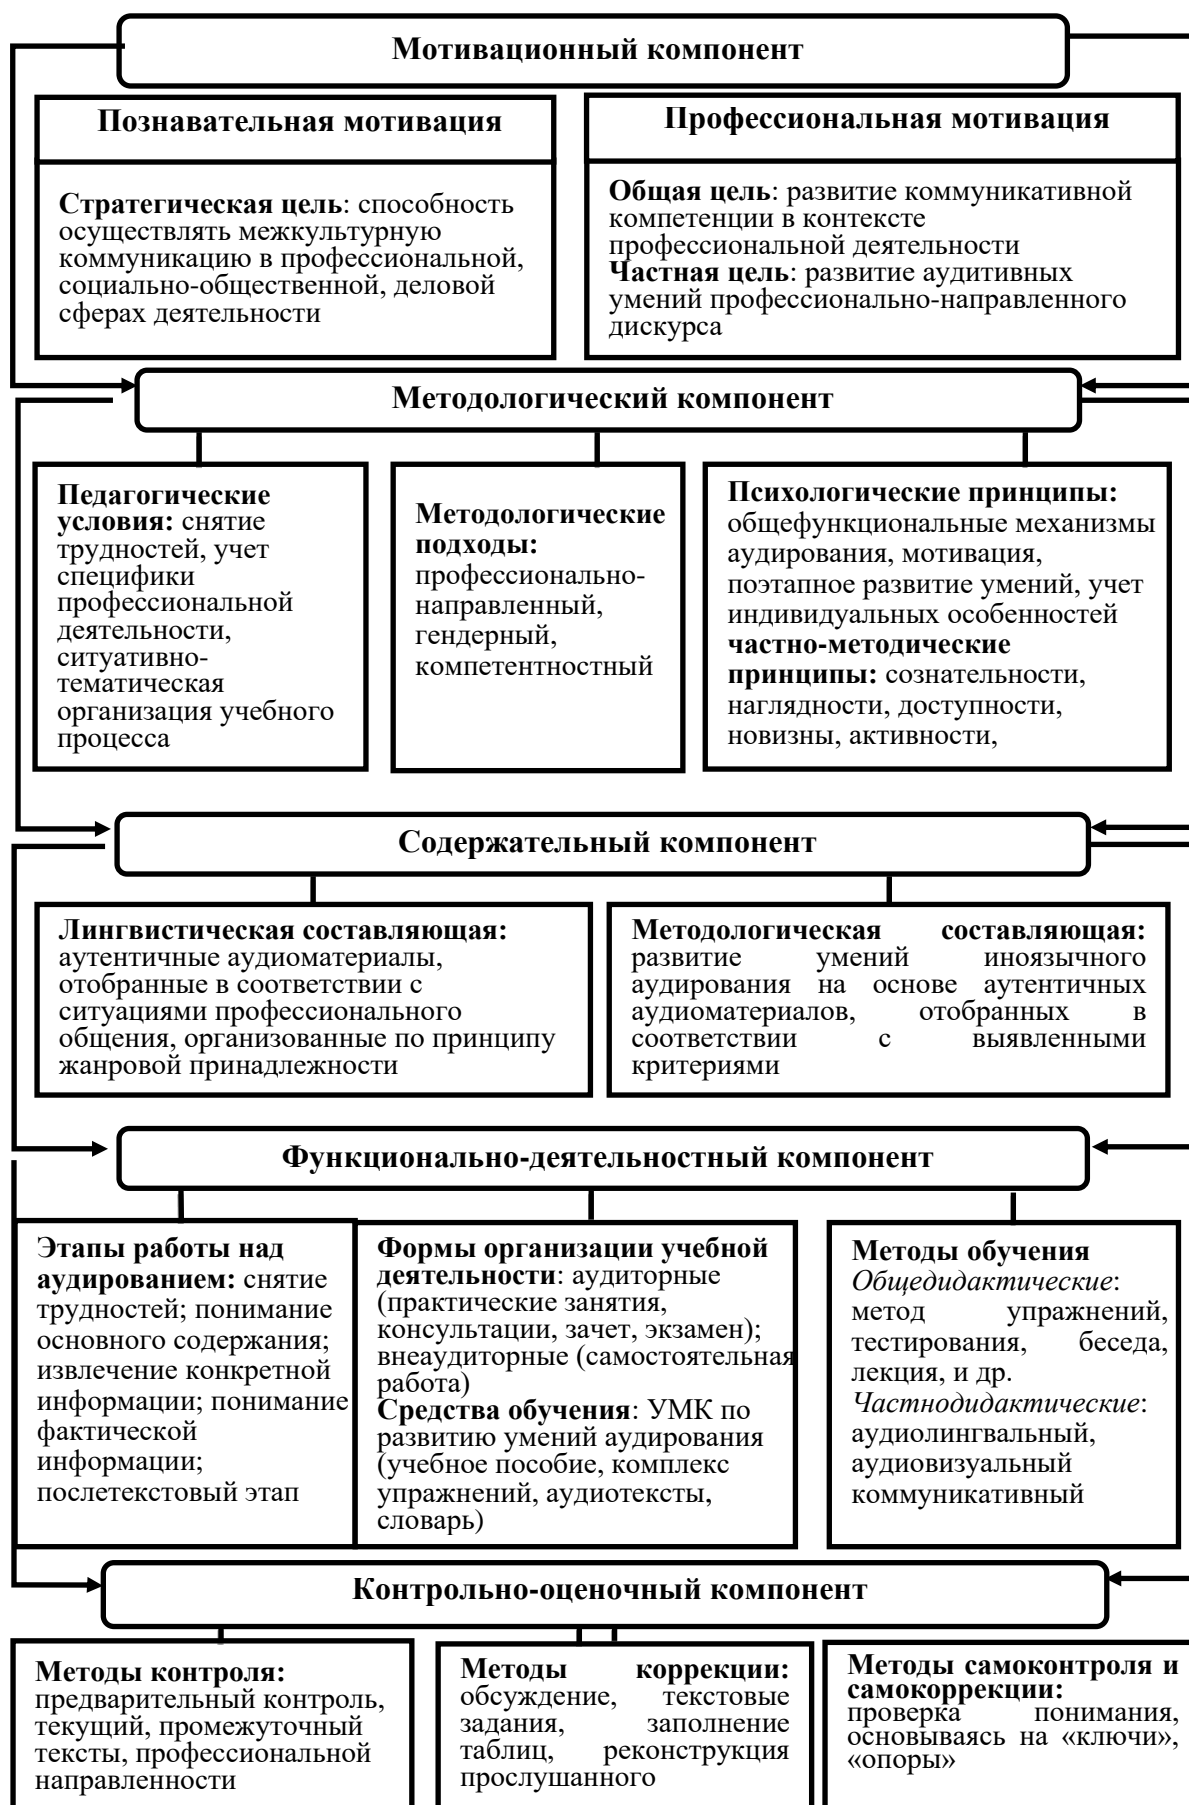 Мотивационный компонент
Познавательная мотивация
Стратегическая цель: способность
осуществлять межкультурную
коммуникацию в профессиональной,
социально-общественной, деловой
сферах деятельности
Профессиональная мотивация
Общая цель: развитие коммуникативной
компетенции в контексте
профессиональной деятельности
Частная цель: развитие аудитивных
умений профессионально-направленного
дискурса
Методологический компонент
Педагогические
условия: снятие
трудностей, учет
специфики
профессиональной
деятельности,
ситуативно-
тематическая
организация учебного
процесса
Методологические
подходы:
профессионально-
направленный,
гендерный,
компетентностный
Психологические принципы:
общефункциональные механизмы
аудирования, мотивация,
поэтапное развитие умений, учет
индивидуальных особенностей
частно-методические
принципы: сознательности,
наглядности, доступности,
новизны, активности,
Содержательный компонент
Лингвистическая составляющая:
аутентичные аудиоматериалы,
отобранные в соответствии с
ситуациями профессионального
общения, организованные по принципу
жанровой принадлежности
Методологическая составляющая:
развитие умений иноязычного
аудирования на основе аутентичных
аудиоматериалов, отобранных в
соответствии с выявленными
критериями
Функционально-деятельностный компонент
Этапы работы над
аудированием: снятие
трудностей; понимание
основного содержания;
извлечение конкретной
информации; понимание
фактической
информации;
послетекстовый этап
Формы организации учебной
деятельности: аудиторные
(практические занятия,
консультации, зачет, экзамен);
внеаудиторные (самостоятельная
работа)
Средства обучения: УМК по
развитию умений аудирования
(учебное пособие, комплекс
упражнений, аудиотексты,
словарь)
Методы обучения
Общедидактические:
метод упражнений,
тестирования, беседа,
лекция, и др.
Частнодидактические:
аудиолингвальный,
аудиовизуальный
коммуникативный
Контрольно-оценочный компонент
Методы контроля:
предварительный контроль,
текущий, промежуточный
тексты, профессиональной
направленности
Методы коррекции:
обсуждение, текстовые
задания, заполнение
таблиц, реконструкция
прослушанного
Методы самоконтроля и
самокоррекции:
проверка понимания,
основываясь на «ключи»,
«опоры»